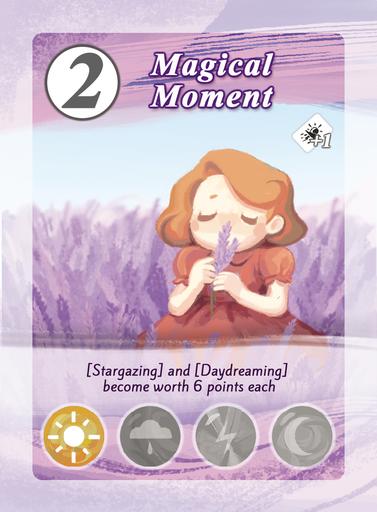 2
Magical
Moment
+1
[Stargazing] and [Daydreaming]
become worth 6 points each